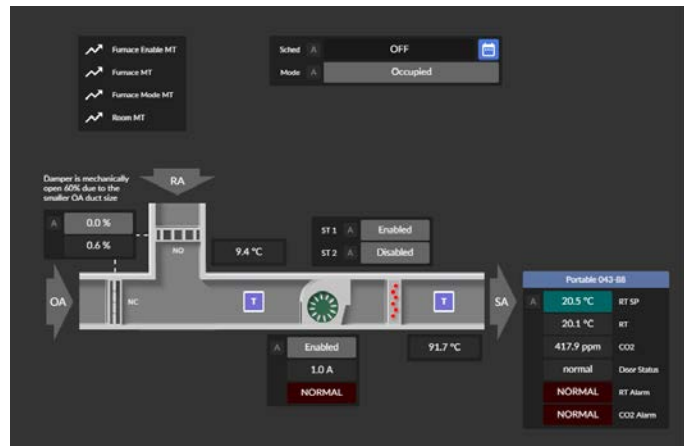 Furnace Enable MT
Furnace MT
Furnace Mode MT
Room MT
Sched A OFF
Mode A Occupied
Damper is mechanically
open 60% due to the
smaller OA duct size
RA
A 0.0 %
0.6 %
NO
9.4 °C
ST 1 A Enabled
ST 2 A Disabled
OA
NC
T
T
SA
A Enabled
1.0 A
NORMAL
91.7 °C
Portable 043-B8
A 20.5 °C RT SP
20.1 °C RT
417.9 ppm CO2
normal Door Status
NORMAL RT Alarm
NORMAL CO2 Alarm